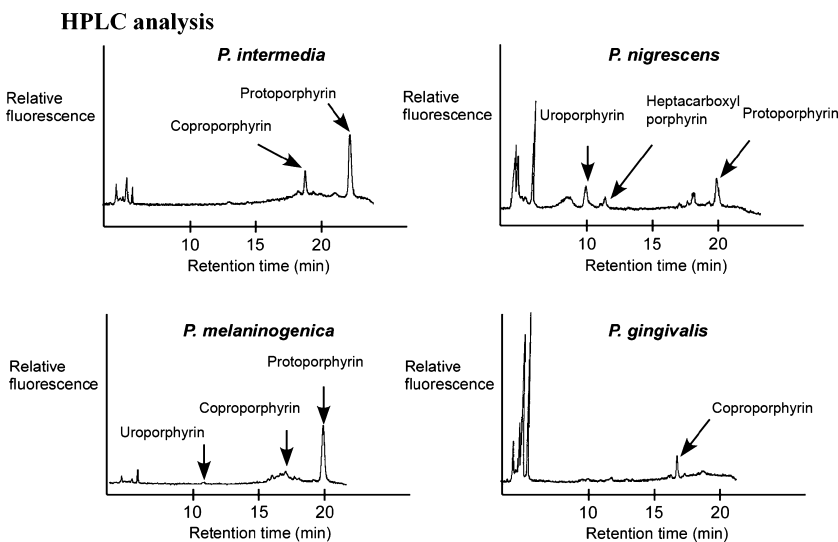 HPLC analysis
P. intermedia
Relative
fluorescence
Protoporphyrin
Coproporphyrin
10 15 20
Retention time (min)
P. nigrescens
Relative
fluorescence
Uroporphyrin
Heptacarboxyl
porphyrin
Protoporphyrin
10 15 20
Retention time (min)
P. melaninogenica
Relative
fluorescence
Protoporphyrin
Coproporphyrin
Uroporphyrin
10 15 20
Retention time (min)
P. gingivalis
Relative
fluorescence
Coproporphyrin
10 15 20
Retention time (min)